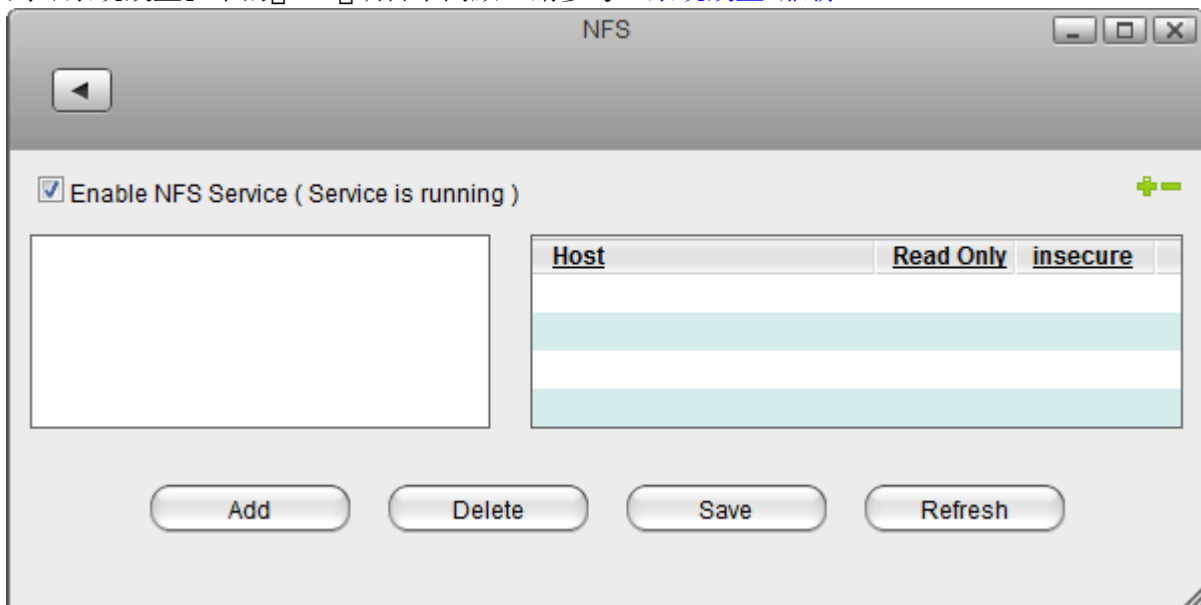 NFS
Enable NFS Service ( Service is running )
Host Read Only insecure
Add Delete Save Refresh